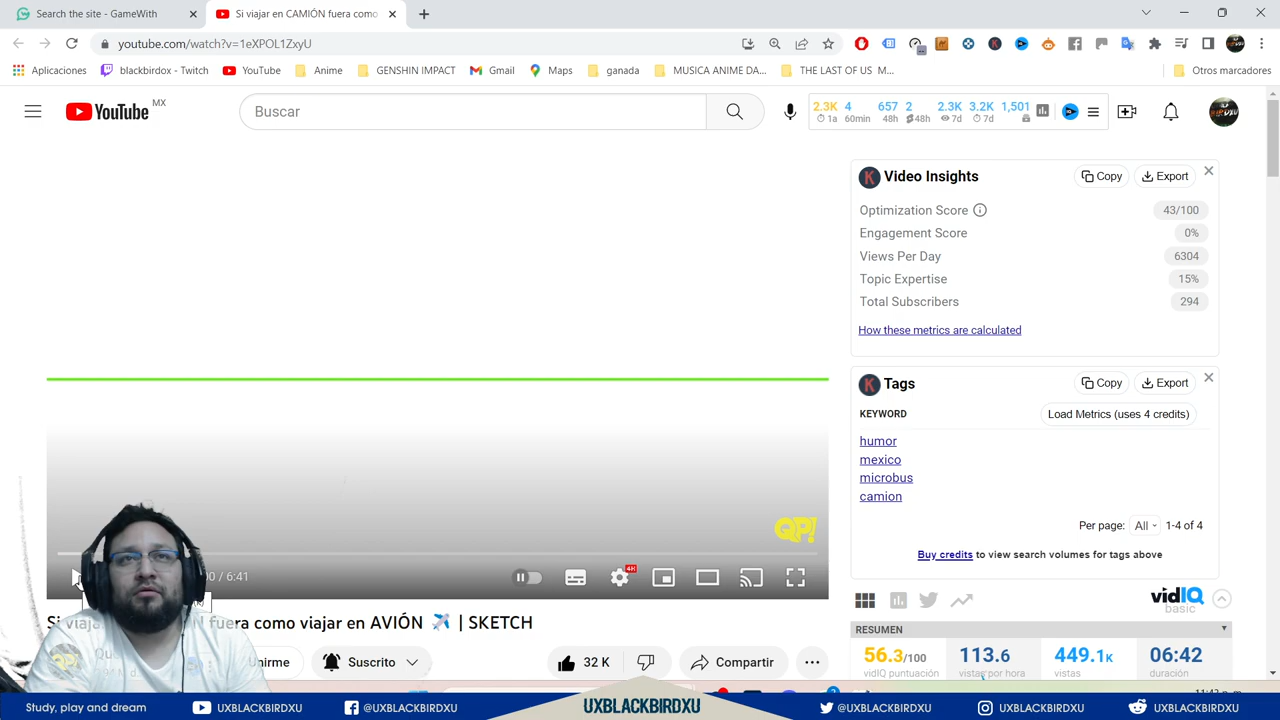 Search the site - GameWith
Si viajar en CAMIÓN fuera como
youtube.com/watch?v=1eXPOL1ZxyU
Aplicaciones
blackbirdox - Twitch
YouTube
Anime
GENSHIN IMPACT
Gmail
Maps
ganada
MUSICA ANIME DA...
THE LAST OF US M...
Otros marcadores
YouTube MX
Buscar
2.3K 4 657 2 2.3K 3.2K 1,501
1a 60min 48h 48h 7d 7d
Video Insights
Copy
Export
Optimization Score 43/100
Engagement Score 0%
Views Per Day 6304
Topic Expertise 15%
Total Subscribers 294
How these metrics are calculated
Tags
Copy
Export
KEYWORD
Load Metrics (uses 4 credits)
humor
mexico
microbus
camion
Per page: All 1-4 of 4
Buy credits to view search volumes for tags above
QP!
/ 6:41
4K
fuera como viajar en AVIÓN ✈️ | SKETCH
Suscrito
32 K
Compartir
vidIQ
basic
RESUMEN
56.3/100
vidIQ puntuación
113.6
vistas por hora
449.1K
vistas
06:42
duración
Study, play and dream
UXBLACKBIRDXU
@UXBLACKBIRDXU
UXBLACKBIRDXU
@UXBLACKBIRDXU
UXBLACKBIRDXU
UXBLACKBIRDXU